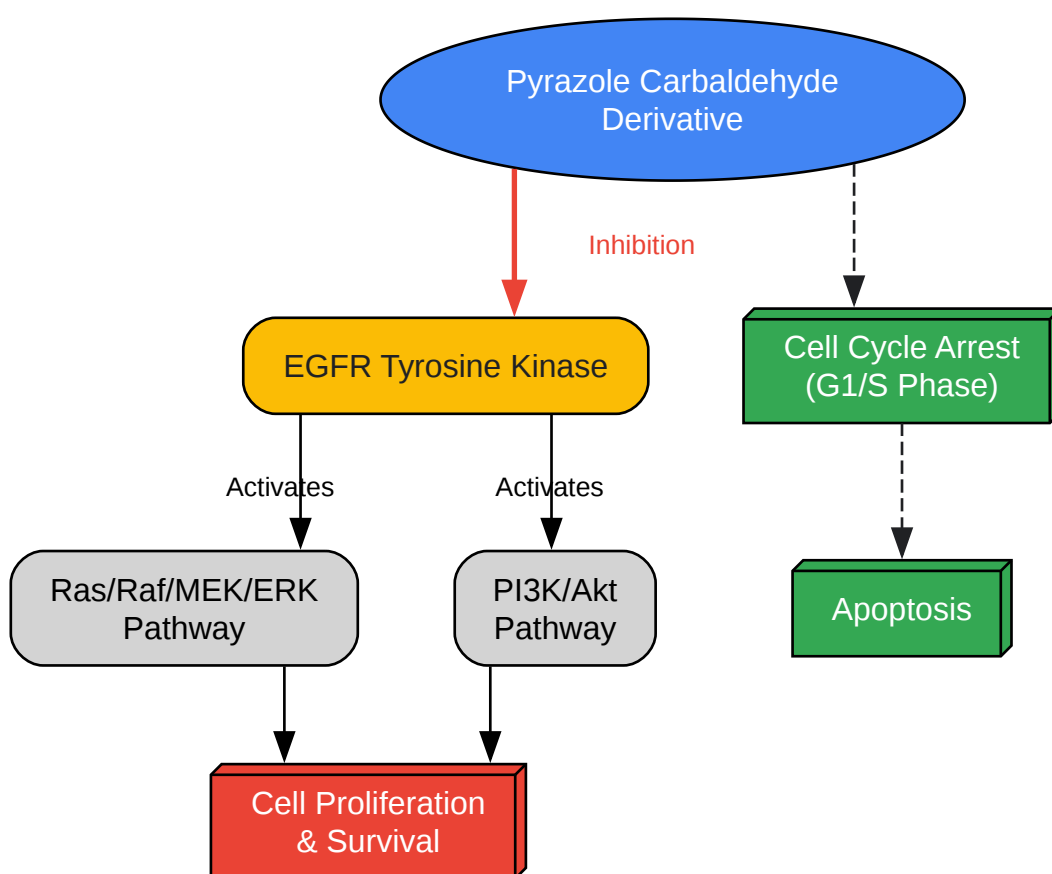 Pyrazole Carbaldehyde
Derivative
Inhibition
EGFR Tyrosine Kinase
Cell Cycle Arrest
(G1/S Phase)
Activates
Activates
Ras/Raf/MEK/ERK
Pathway
PI3K/Akt
Pathway
Apoptosis
Cell Proliferation
& Survival